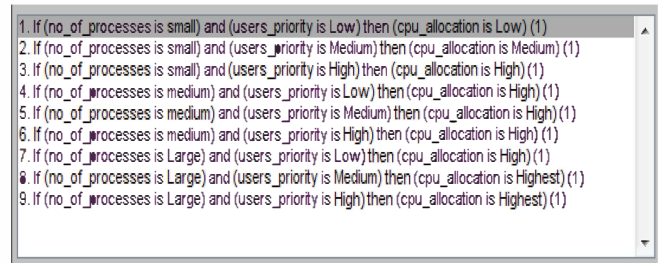 1. If (no_of_processes is small) and (users_priority is Low) then (cpu_allocation is Low) (1)
2. If (no_of_processes is small) and (users_priority is Medium) then (cpu_allocation is Medium) (1)
3. If (no_of_processes is small) and (users_priority is High) then (cpu_allocation is High) (1)
4. If (no_of_processes is medium) and (users_priority is Low) then (cpu_allocation is High) (1)
5. If (no_of_processes is medium) and (users_priority is Medium) then (cpu_allocation is High) (1)
6. If (no_of_processes is medium) and (users_priority is High) then (cpu_allocation is High) (1)
7. If (no_of_processes is Large) and (users_priority is Low) then (cpu_allocation is High) (1)
8. If (no_of_processes is Large) and (users_priority is Medium) then (cpu_allocation is Highest) (1)
9. If (no_of_processes is Large) and (users_priority is High) then (cpu_allocation is Highest) (1)